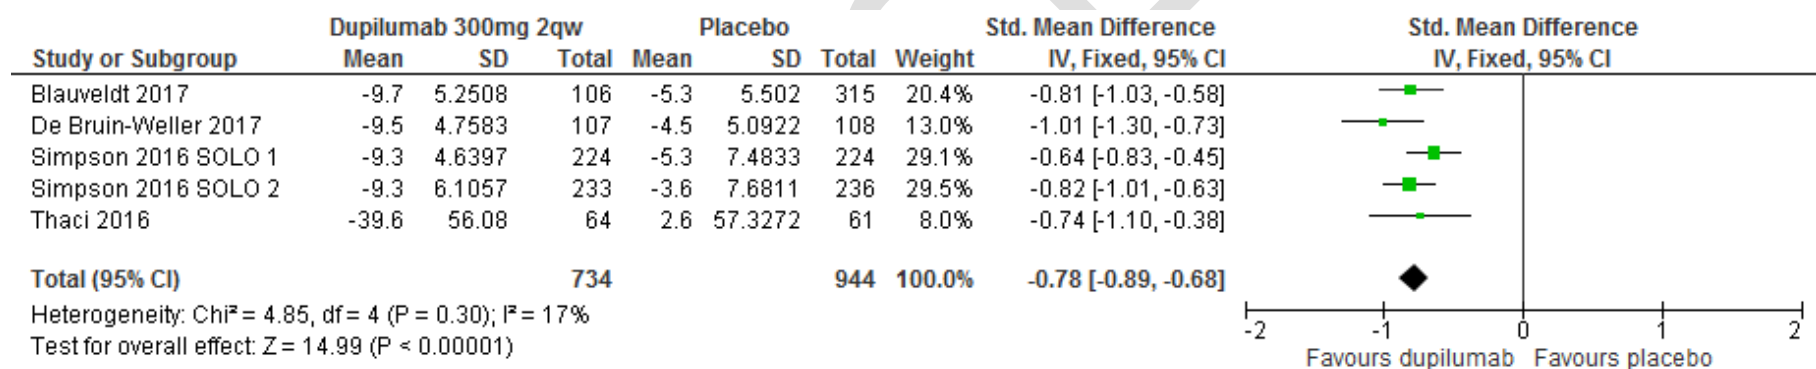 Dupilumab 300mg 2qw Placebo Std. Mean Difference Std. Mean Difference
Study or Subgroup Mean SD Total Mean SD Total Weight IV, Fixed, 95% CI IV, Fixed, 95% CI
Blauveldt 2017 -9.7 5.2508 106 -5.3 5.502 315 20.4% -0.81 [-1.03, -0.58]
De Bruin-Weller 2017 -9.5 4.7583 107 -4.5 5.0922 108 13.0% -1.01 [-1.30, -0.73]
Simpson 2016 SOLO 1 -9.3 4.6397 224 -5.3 7.4833 224 29.1% -0.64 [-0.83, -0.45]
Simpson 2016 SOLO 2 -9.3 6.1057 233 -3.6 7.6811 236 29.5% -0.82 [-1.01, -0.63]
Thaci 2016 -39.6 56.08 64 2.6 57.3272 61 8.0% -0.74 [-1.10, -0.38]
Total (95% CI) 734 944 100.0% -0.78 [-0.89, -0.68]
Heterogeneity: Chi² = 4.85, df = 4 (P = 0.30); I² = 17%
Test for overall effect: Z = 14.99 (P < 0.00001)
-2 -1 0 1 2
Favours dupilumab Favours placebo